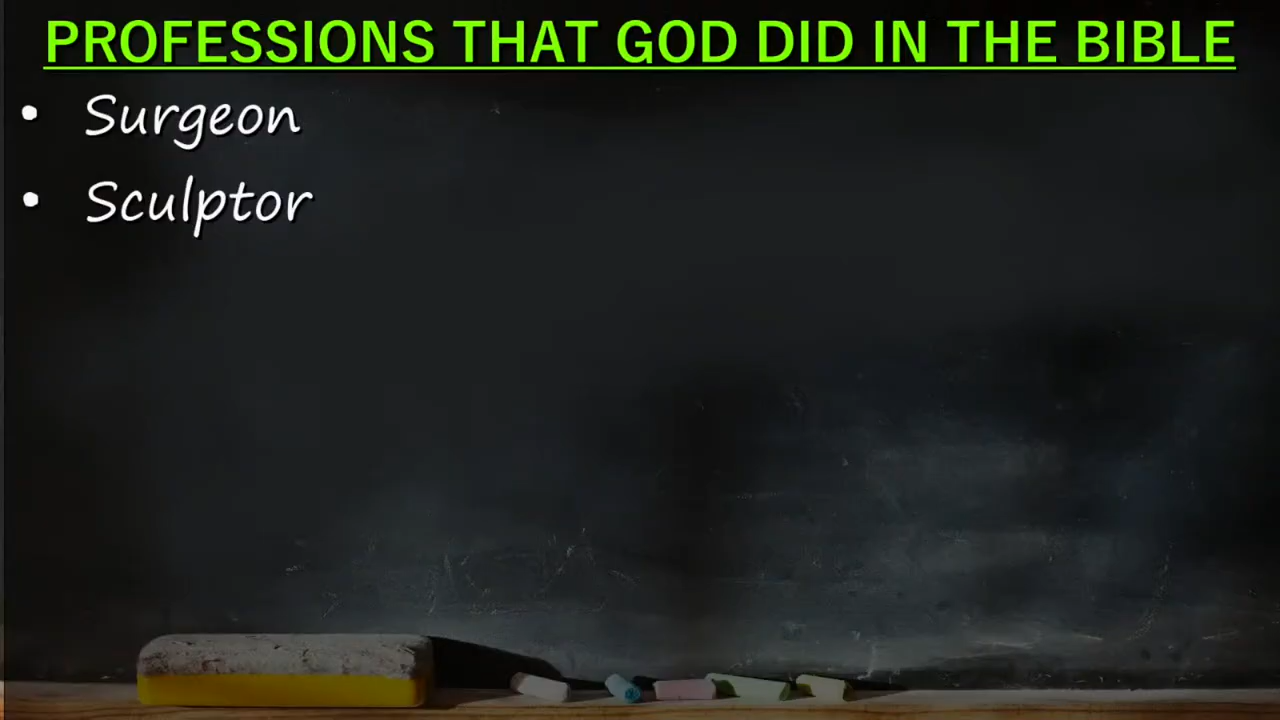 PROFESSIONS THAT GOD DID IN THE BIBLE
• Surgeon
• Sculptor